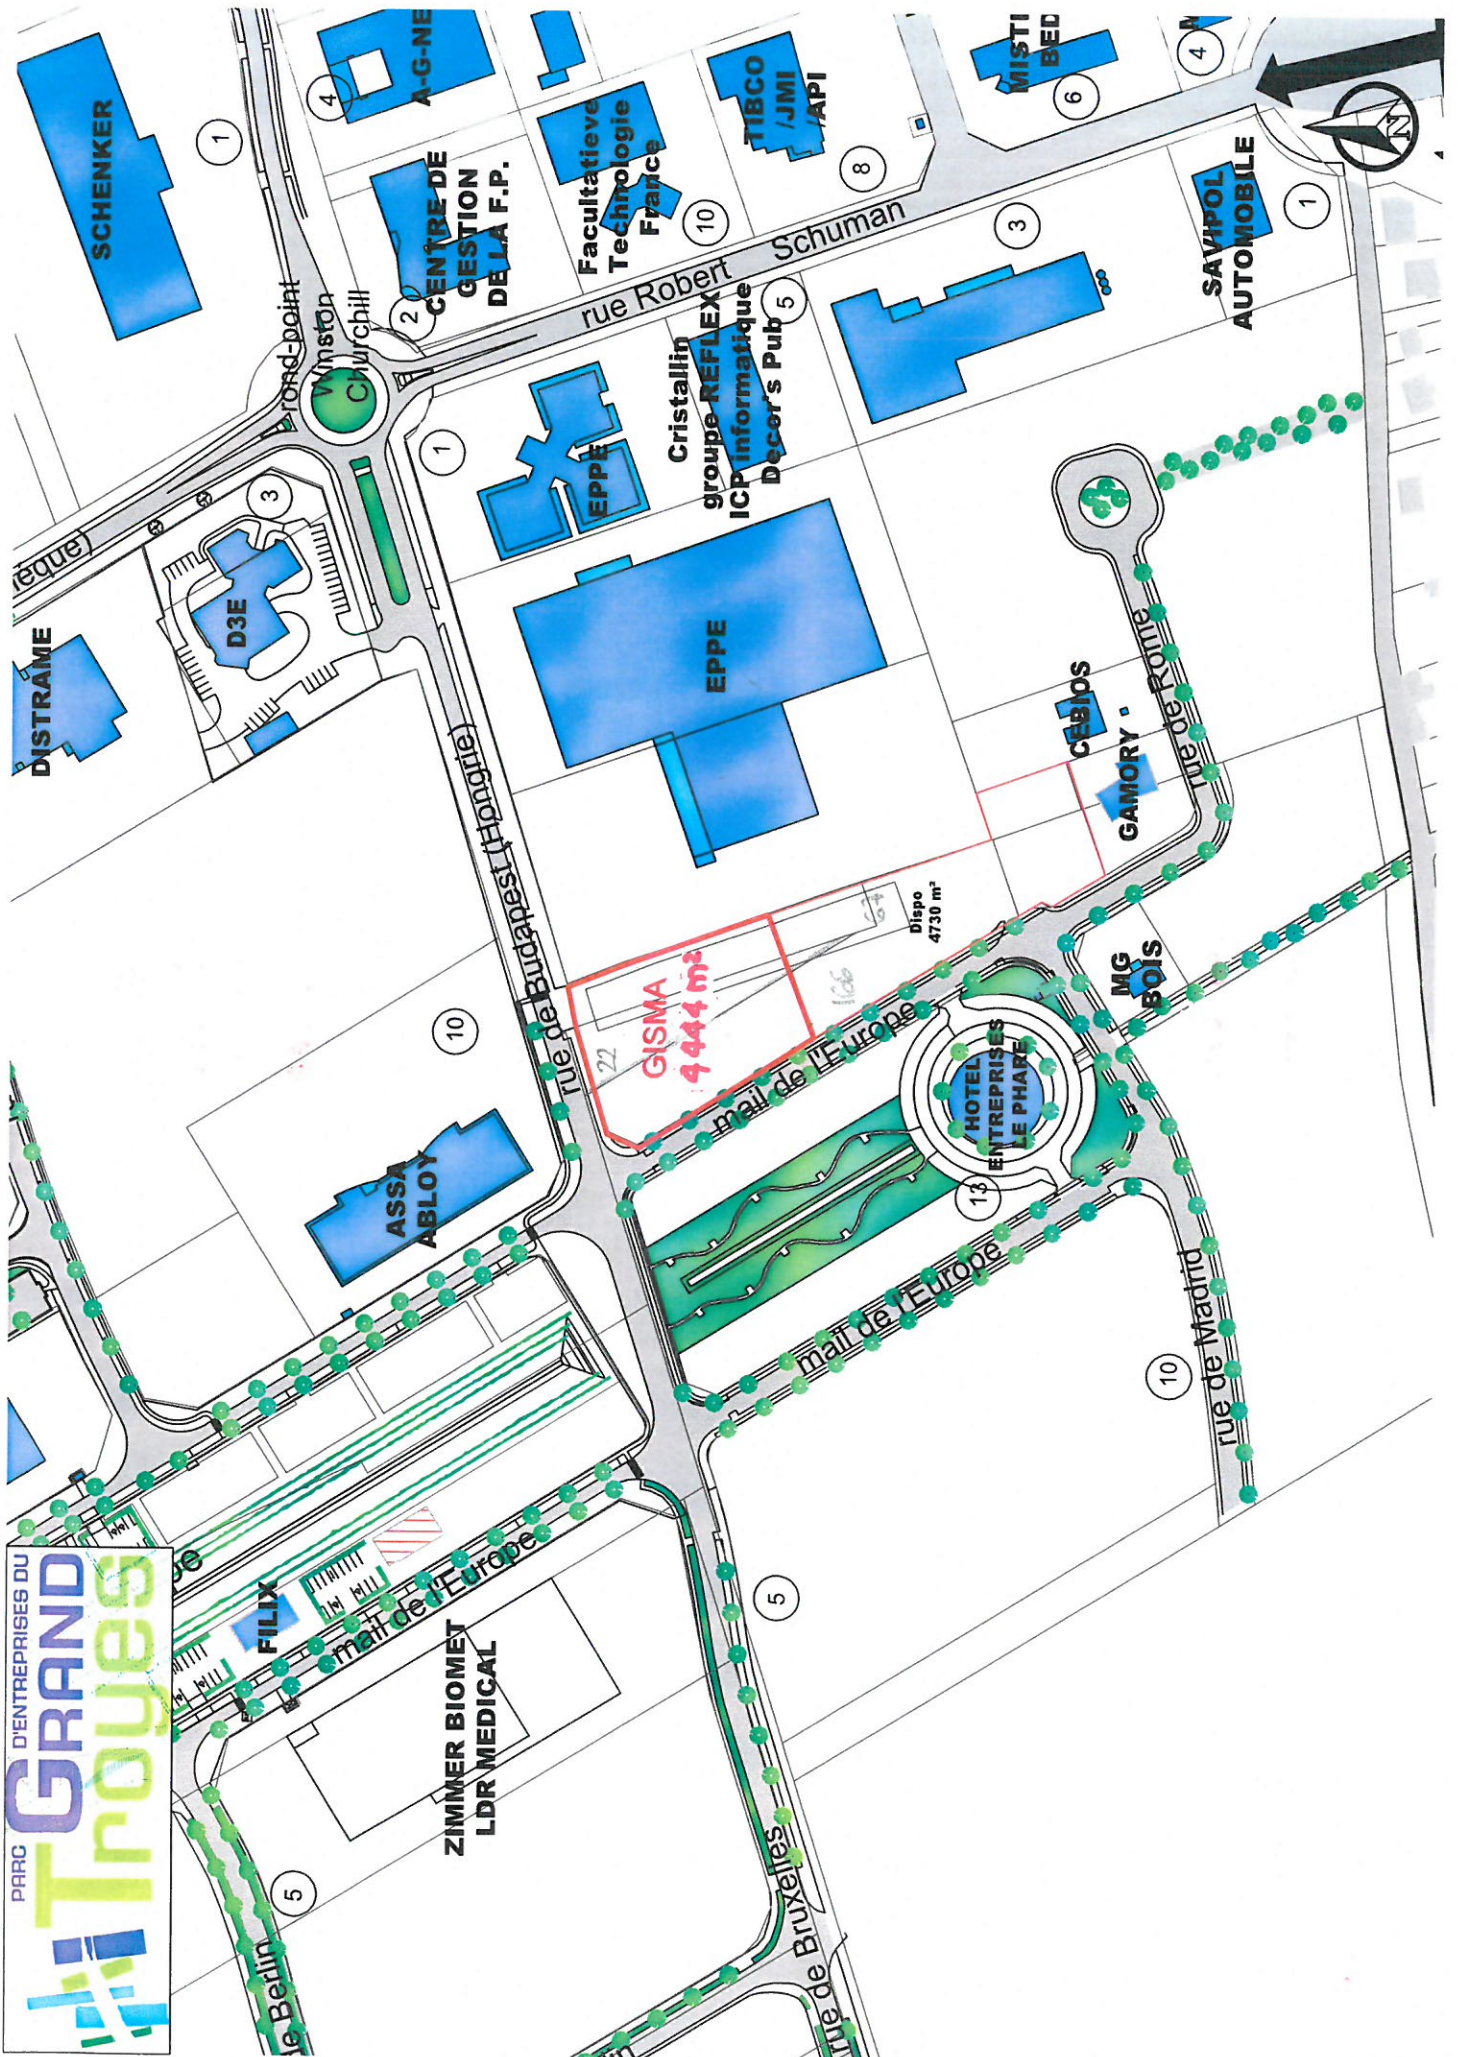 PARC D'ENTREPRISES DU
GRAND
Troyes
SCHENKER
1
4
A-G-NE
CENTRE DE
GESTION
DE LA F.P.
2
Facultatieve
Technologie
France
10
TIBCO
/JMI
/API
8
MISTI
BED
6
4
N
rond-point
Winston
Churchill
rue Robert Schuman
3
SAVIPOL
AUTOMOBILE
1
DISTRAME
D3E
3
1
EPPE
Cristallin
groupe REFLEX
ICP informatique
Decor's Pub
5
EPPE
rue de Budapest (Hongrie)
CEBIOS
GAMORY
rue de Rome
10
22
GISMA
4444 m²
Dispo
4730 m²
mail de l'Europe
MG
BOIS
HOTEL
ENTREPRISES
LE PHARE
13
ASSA
ABLOY
mail de l'Europe
rue de Madrid
10
FILIX
mail de l'Europe
ZIMMER BIOMET
LDR MEDICAL
5
5
de Berlin
rue de Bruxelles